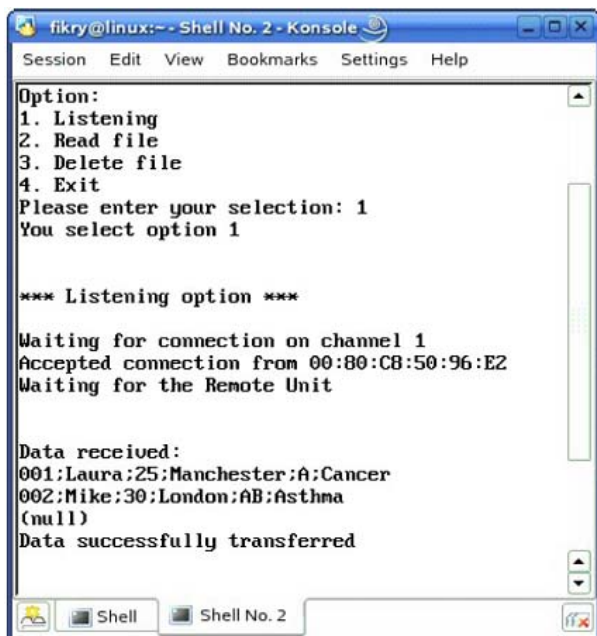 fikry@linux:~ - Shell No. 2 - Konsole
Session Edit View Bookmarks Settings Help
Option:
1. Listening
2. Read file
3. Delete file
4. Exit
Please enter your selection: 1
You select option 1
*** Listening option ***
Waiting for connection on channel 1
Accepted connection from 00:80:C8:50:96:E2
Waiting for the Remote Unit
Data received:
001;Laura;25;Manchester;A;Cancer
002;Mike;30;London;AB;Asthma
(null)
Data successfully transferred
Shell Shell No. 2